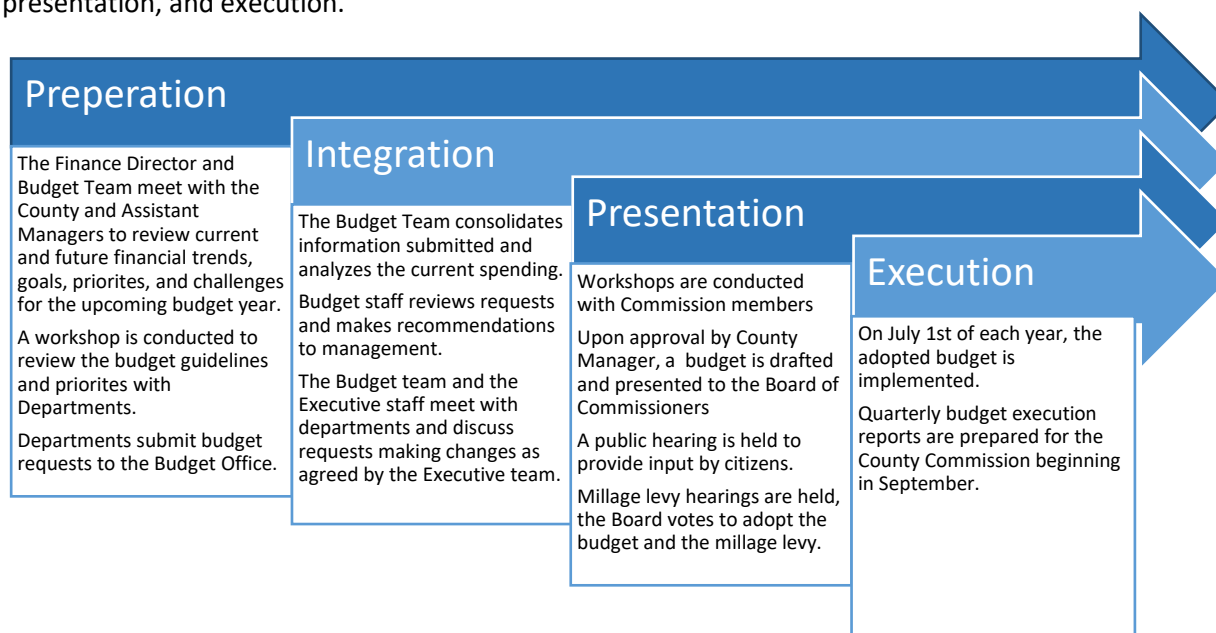 presentation, and execution.
Preperation
The Finance Director and
Budget Team meet with the
County and Assistant
Managers to review current
and future financial trends,
goals, priorites, and challenges
for the upcoming budget year.
A workshop is conducted to
review the budget guidelines
and priorites with
Departments.
Departments submit budget
requests to the Budget Office.
Integration
The Budget Team consolidates
information submitted and
analyzes the current spending.
Budget staff reviews requests
and makes recommendations
to management.
The Budget team and the
Executive staff meet with
departments and discuss
requests making changes as
agreed by the Executive team.
Presentation
Workshops are conducted
with Commission members
Upon approval by County
Manager, a  budget is drafted
and presented to the Board of
Commissioners
A public hearing is held to
provide input by citizens.
Millage levy hearings are held,
the Board votes to adopt the
budget and the millage levy.
Execution
On July 1st of each year, the
adopted budget is
implemented.
Quarterly budget execution
reports are prepared for the
County Commission beginning
in September.